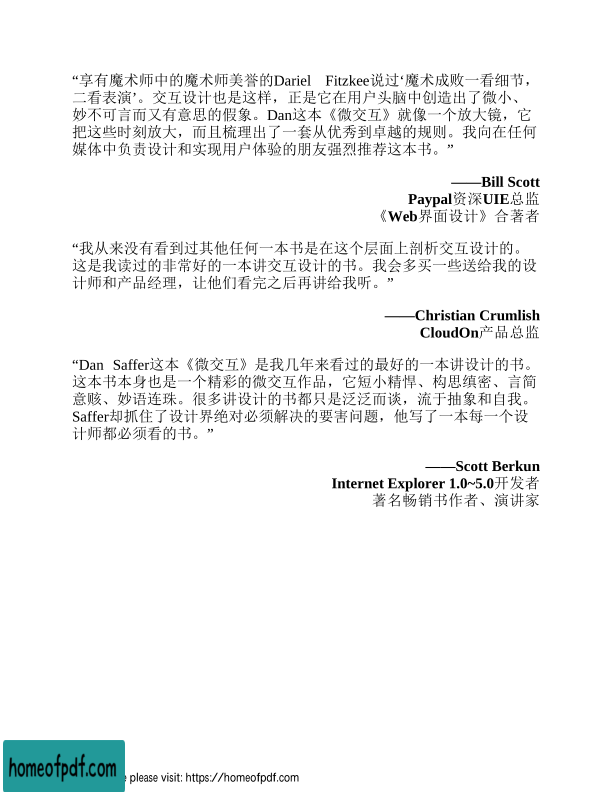 “享有魔术师中的魔术师美誉的Dariel Fitzkee说过‘魔术成败一看细节，
二看表演’。交互设计也是这样，正是它在用户头脑中创造出了微小、
妙不可言而又有意思的假象。Dan这本《微交互》就像一个放大镜，它
把这些时刻放大，而且梳理出了一套从优秀到卓越的规则。我向在任何
媒体中负责设计和实现用户体验的朋友强烈推荐这本书。”
——Bill Scott
Paypal资深UIE总监
《Web界面设计》合著者
“我从来没有看到过其他任何一本书是在这个层面上剖析交互设计的。
这是我读过的非常好的一本讲交互设计的书。我会多买一些送给我的设
计师和产品经理，让他们看完之后再讲给我听。”
——Christian Crumlish
CloudOn产品总监
“Dan Saffer这本《微交互》是我几年来看过的最好的一本讲设计的书。
这本书本身也是一个精彩的微交互作品，它短小精悍、构思缜密、言简
意赅、妙语连珠。很多讲设计的书都只是泛泛而谈，流于抽象和自我。
Saffer却抓住了设计界绝对必须解决的要害问题，他写了一本每一个设
计师都必须看的书。”
——Scott Berkun
Internet Explorer 1.0~5.0开发者
著名畅销书作者、演讲家
homeofpdf.com
please visit: https://homeofpdf.com